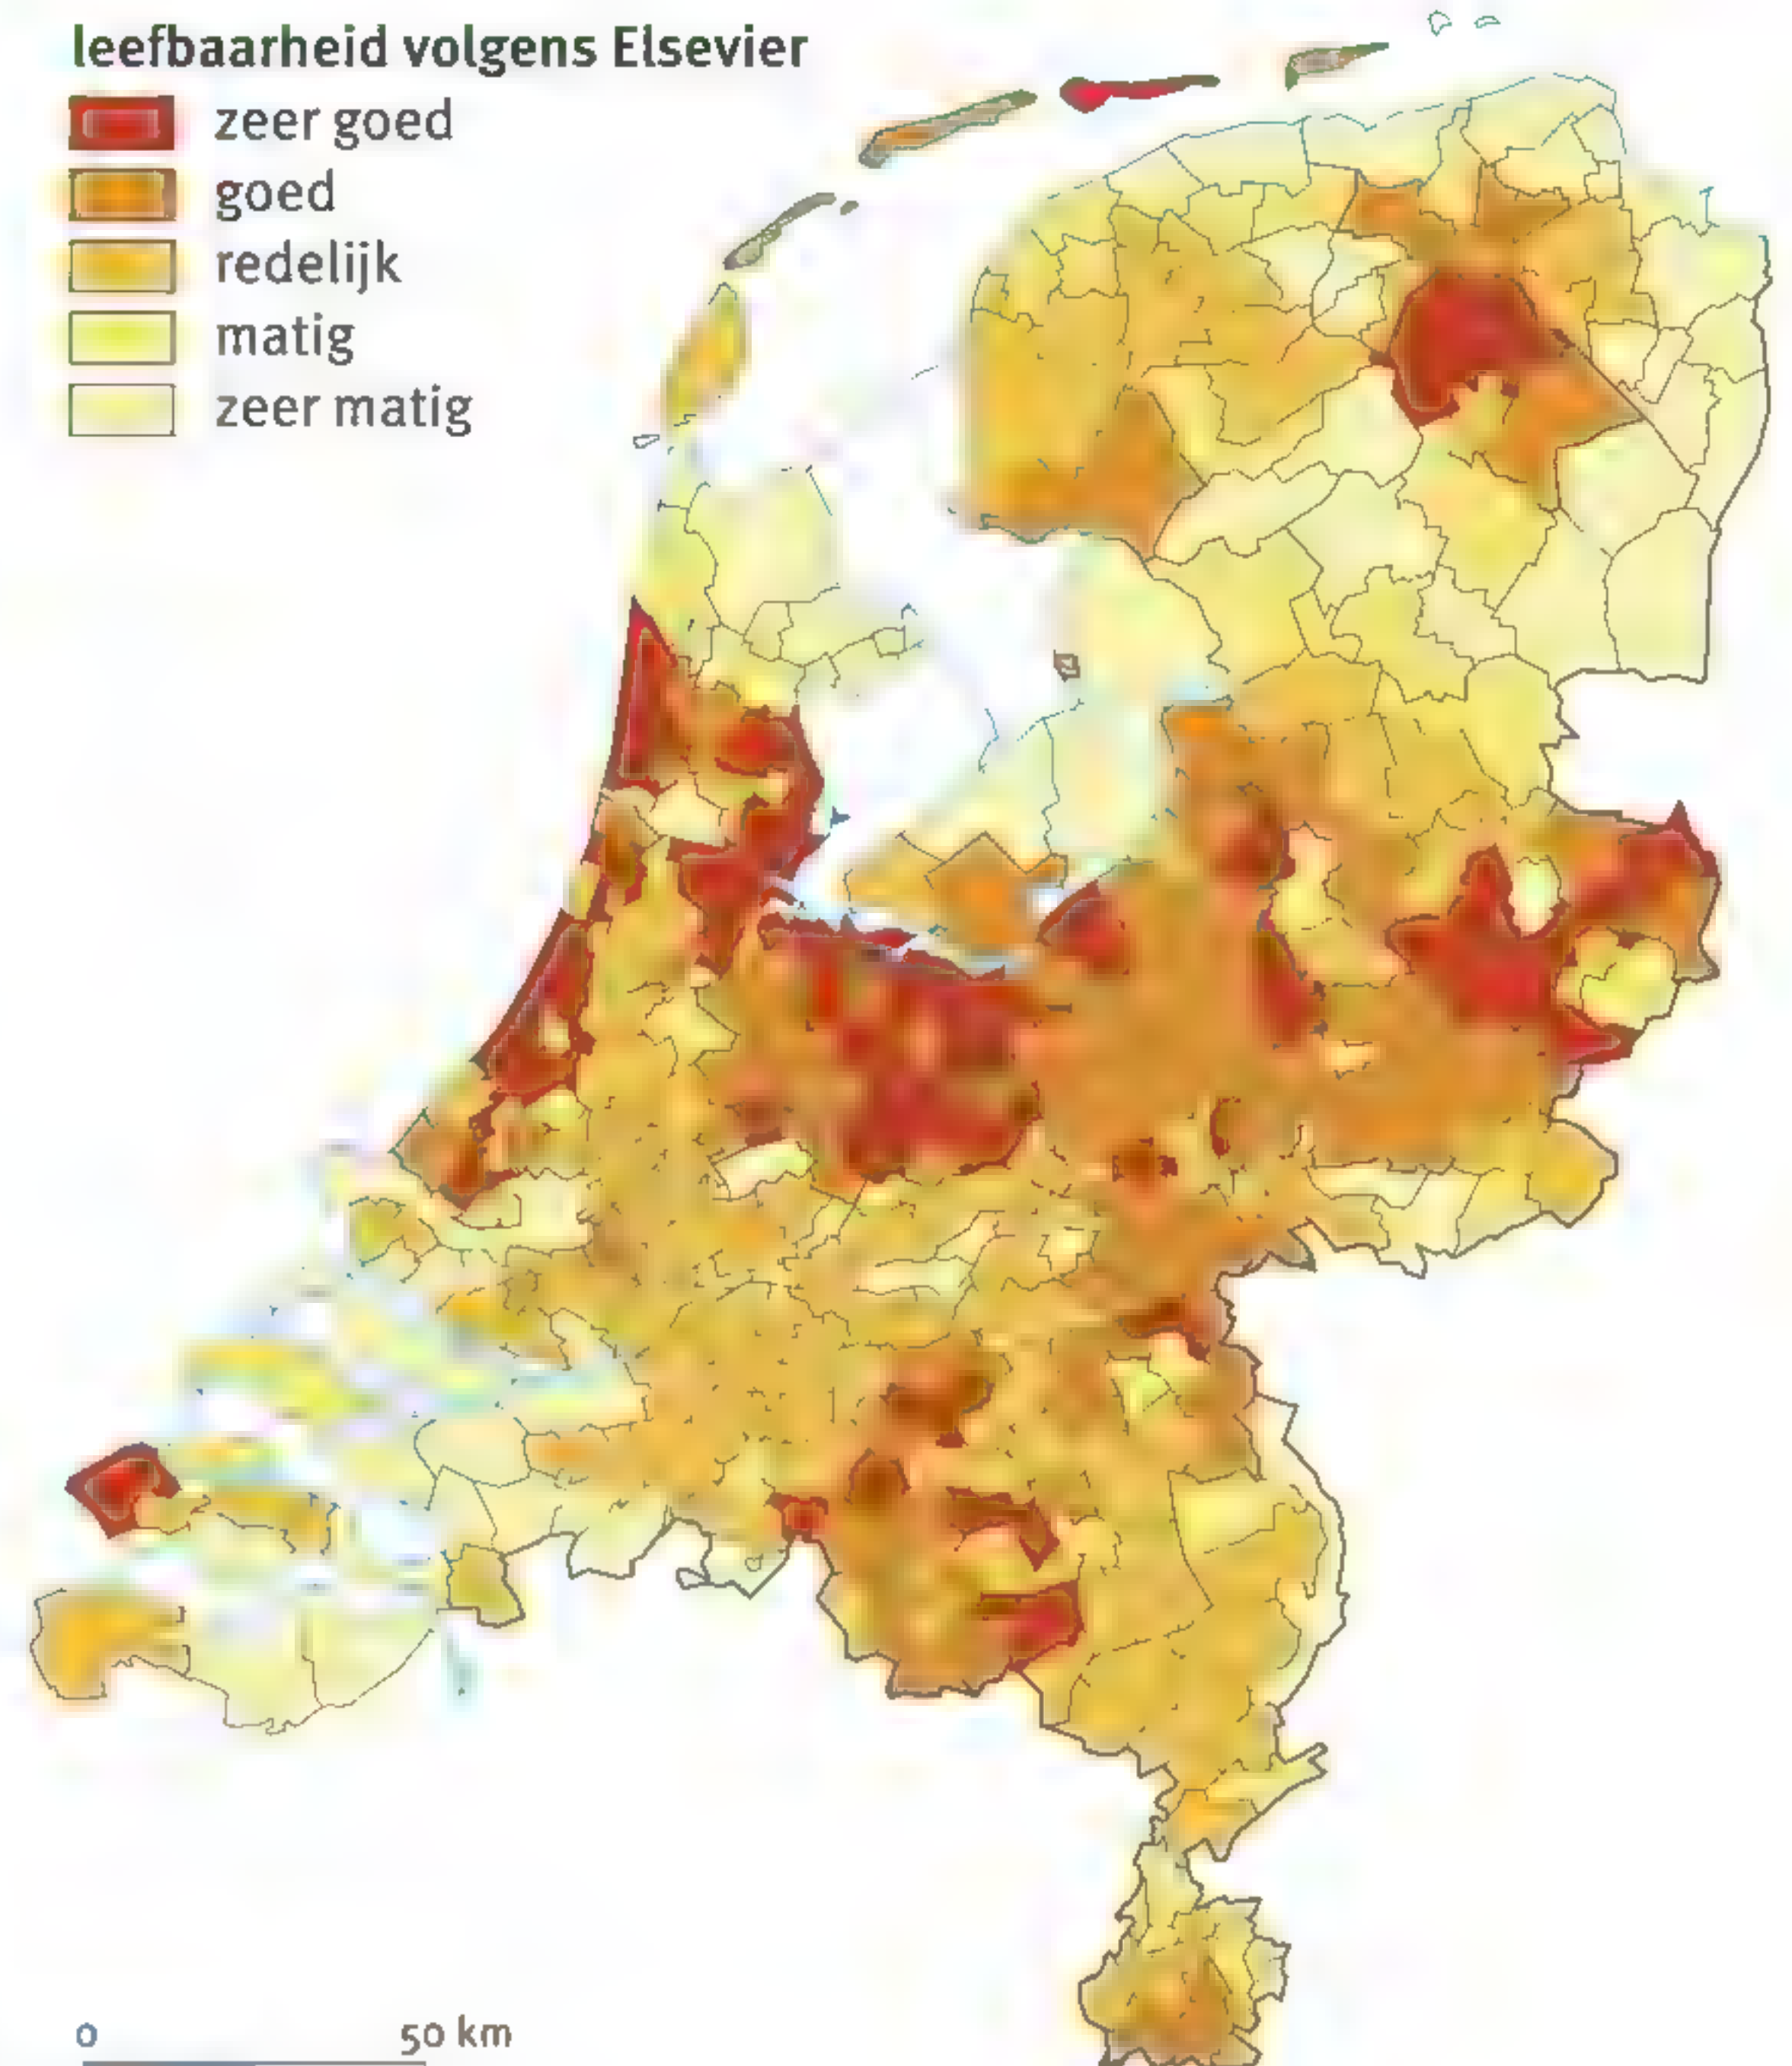 leefbaarheid volgens Elsevier
zeer goed
goed
redelijk
matig
zeer matig
0 50 km